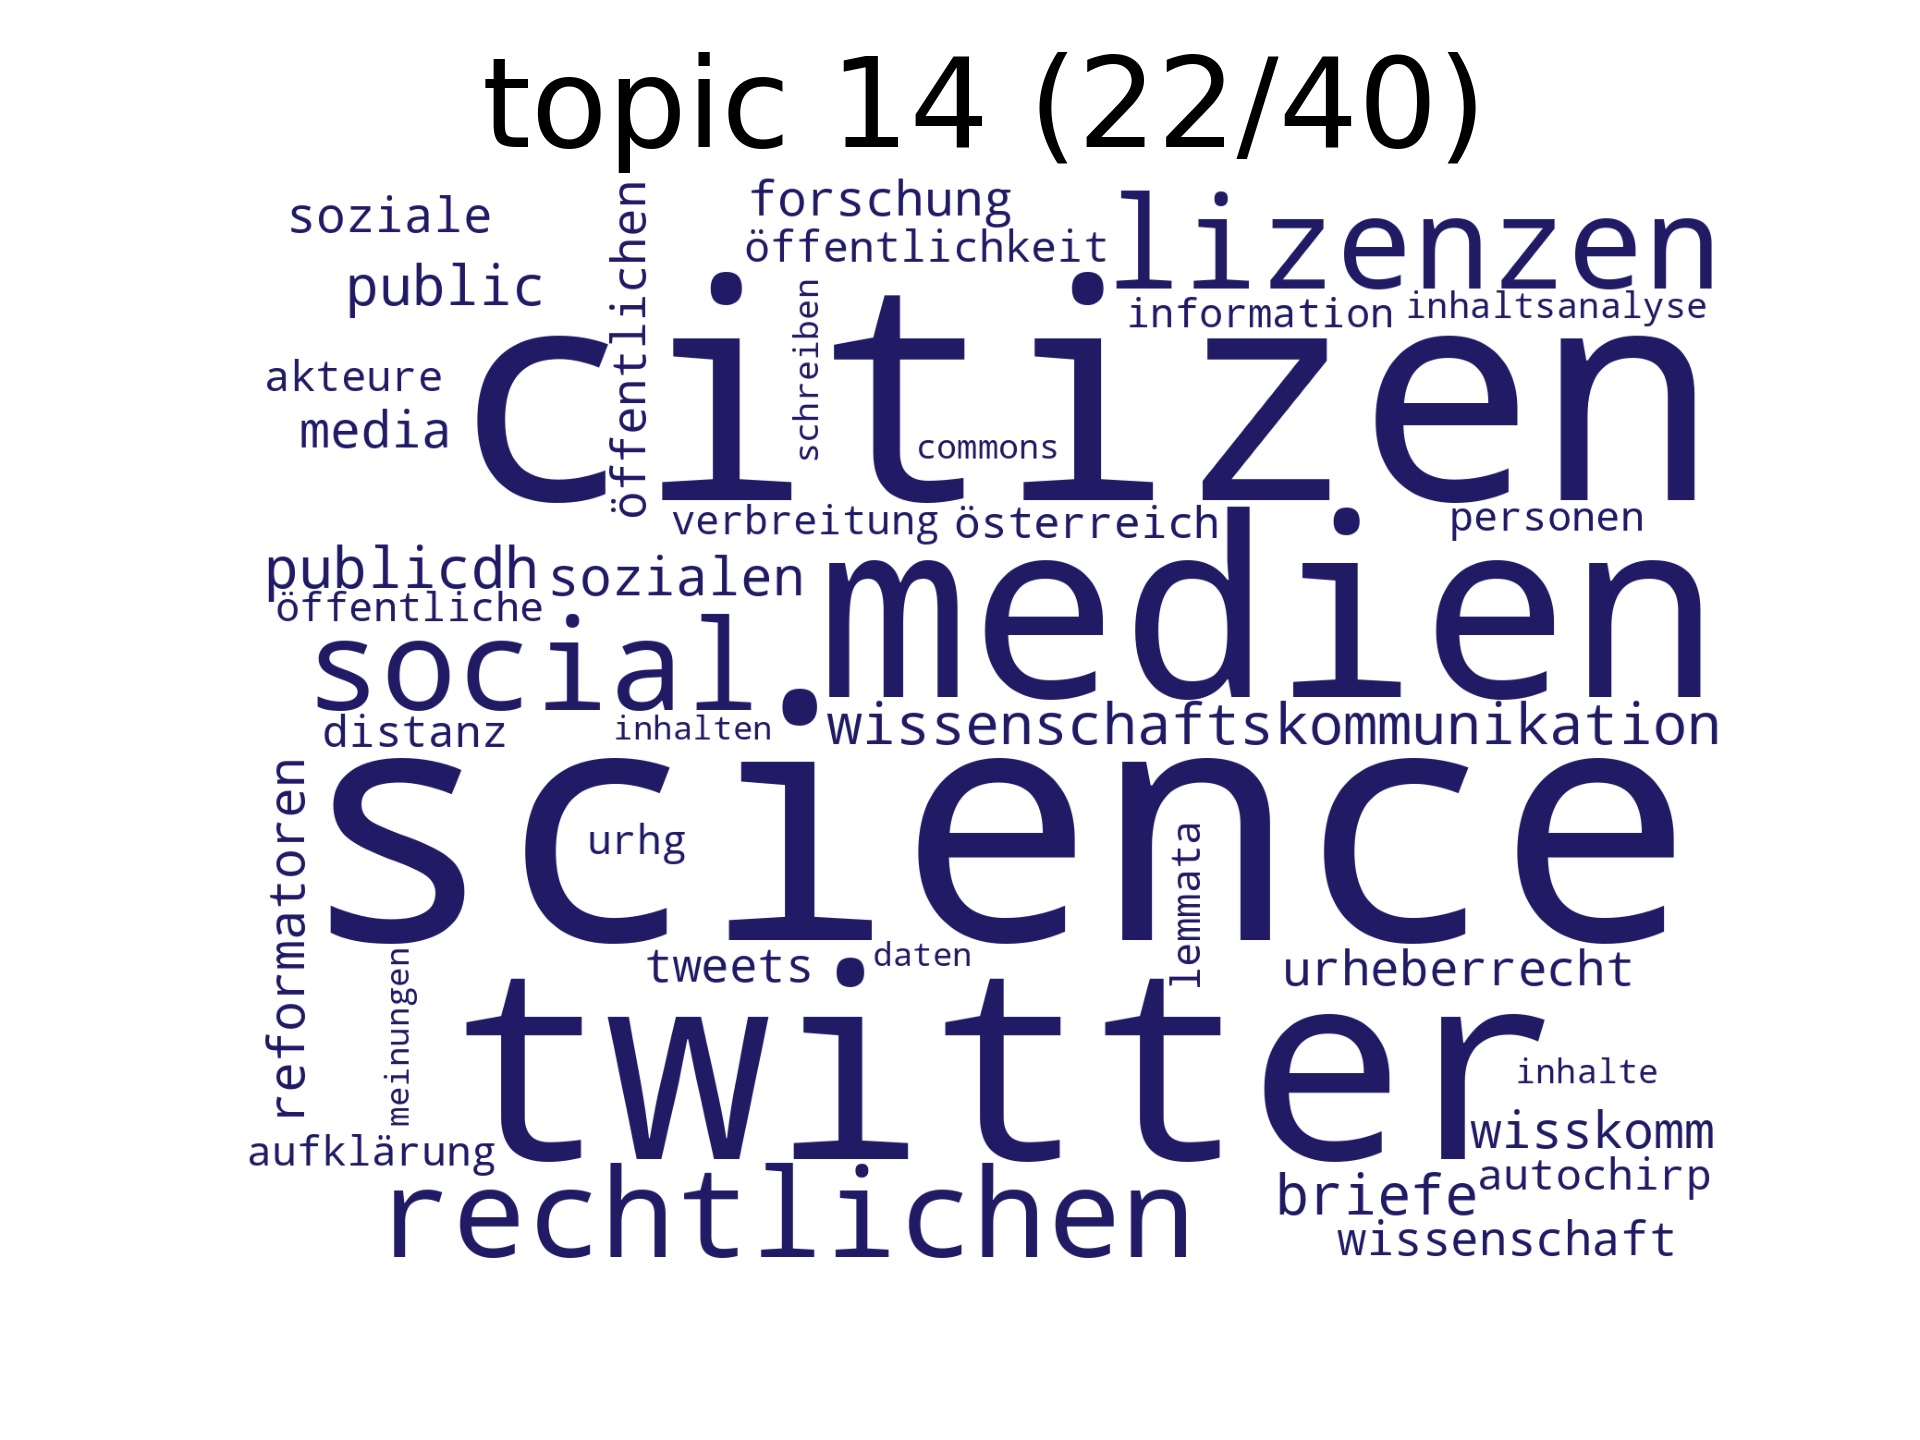 topic 14 (22/40)
soziale
forschung
lizenzen
öffentlichkeit
public
öffentlichen
schreiben
information
inhaltsanalyse
citizen
akteure
media
commons
verbreitung
österreich
personen
publicdh
sozialen
medien
öffentliche
social
distanz
inhalten
wissenschaftskommunikation
science
reformatoren
urhg
lemmata
meinungen
tweets
daten
urheberrecht
twitter
inhalte
wisskomm
aufklärung
rechtlichen
briefe
autochirp
wissenschaft